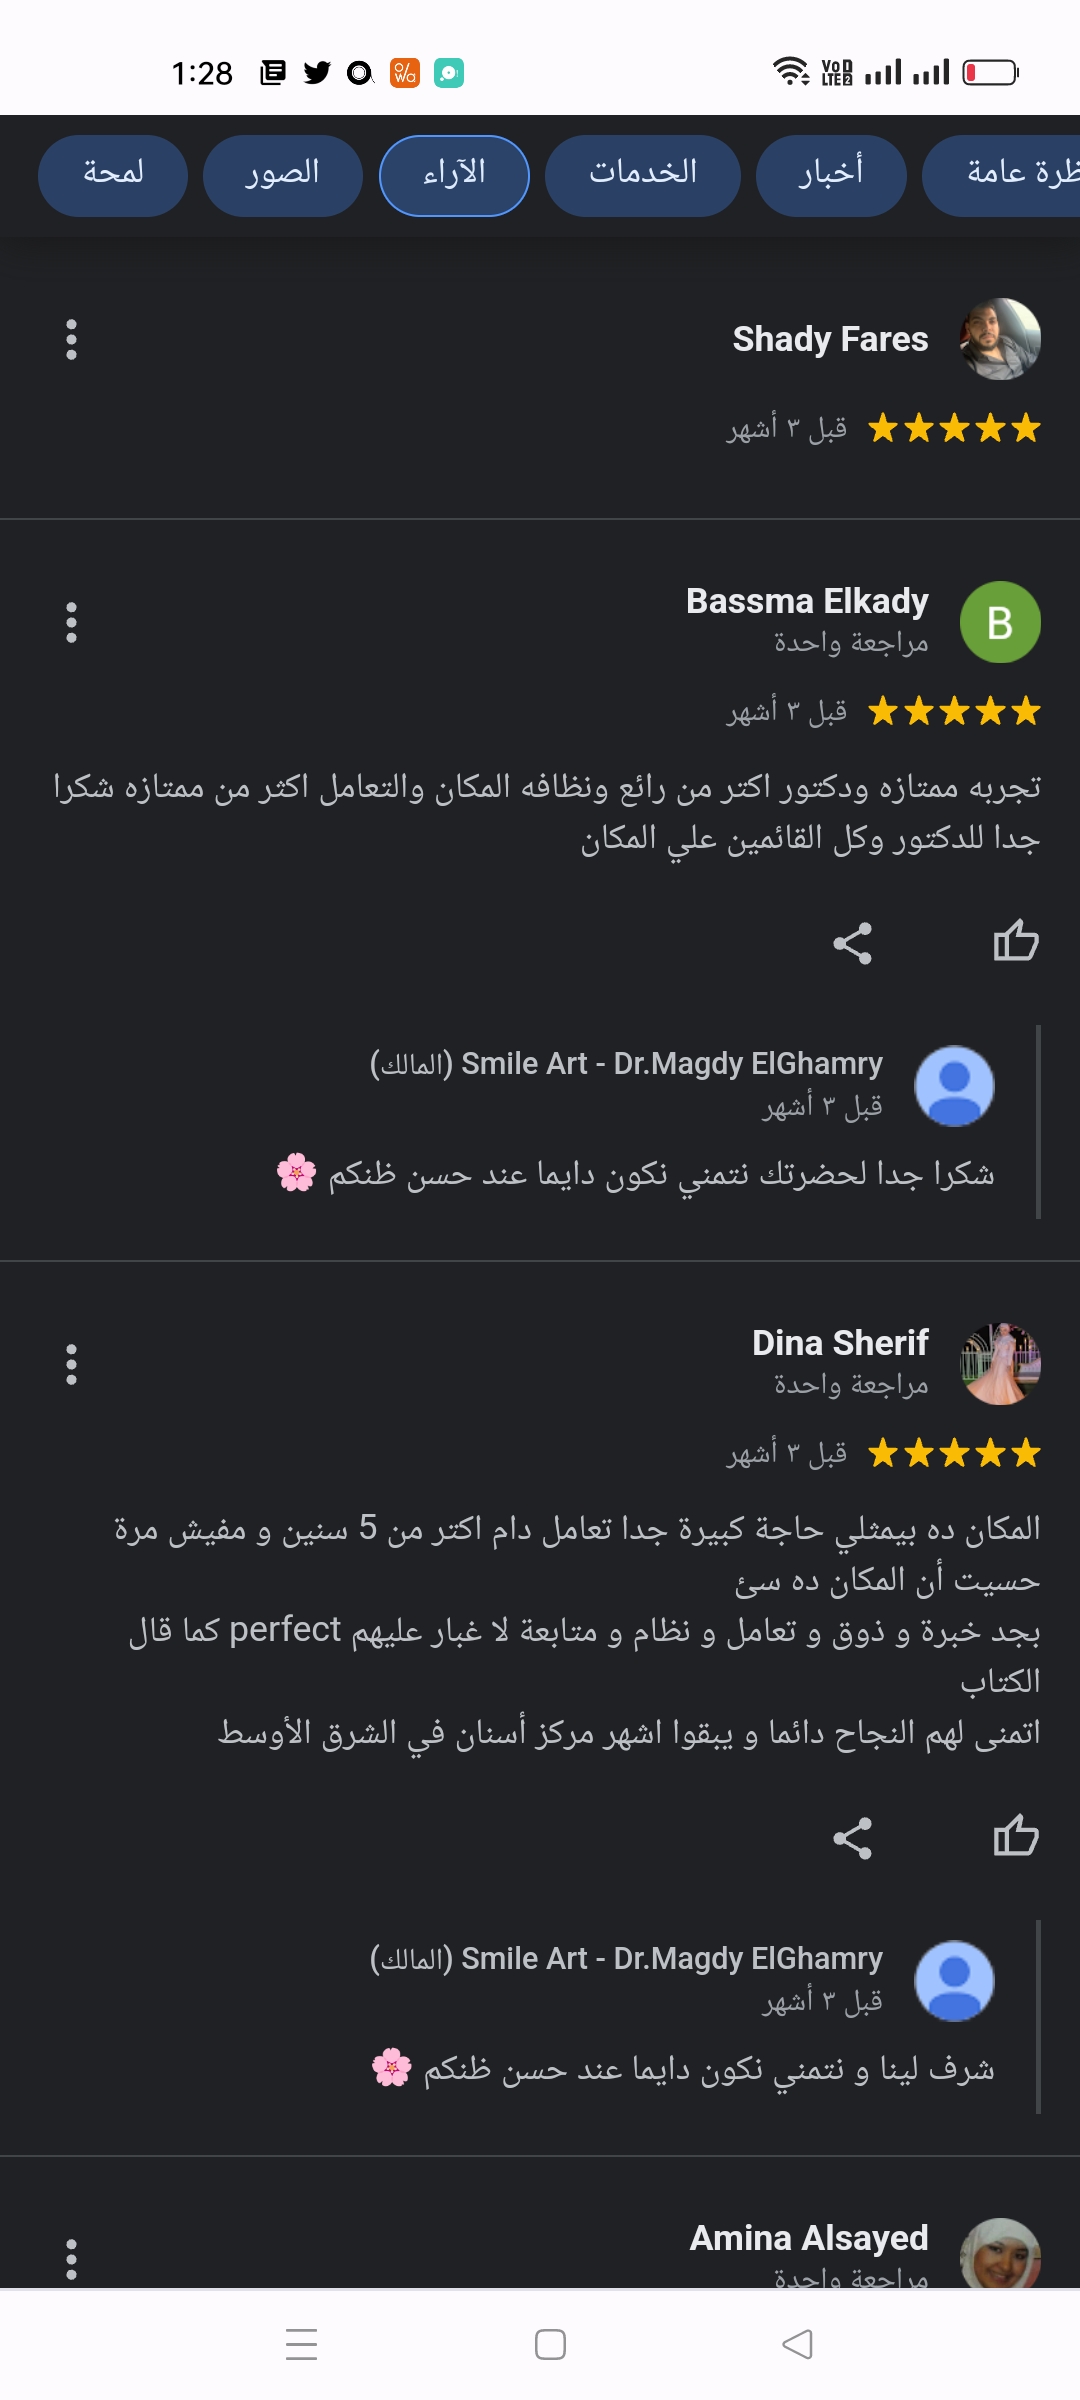 1:28
VoD LTE2
لمحة
الصور
الآراء
الخدمات
أخبار
ظرة عامة
Shady Fares
قبل ٣ أشهر
B
Bassma Elkady
مراجعة واحدة
قبل ٣ أشهر
تجربه ممتازه ودكتور اكتر من رائع ونظافه المكان والتعامل اكثر من ممتازه شكرا
جدا للدكتور وكل القائمين علي المكان
Smile Art - Dr.Magdy ElGhamry (المالك)
قبل ٣ أشهر
شكرا جدا لحضرتك نتمني نكون دايما عند حسن ظنكم 🌸
Dina Sherif
مراجعة واحدة
قبل ٣ أشهر
المكان ده بيمثلي حاجة كبيرة جدا تعامل دام اكتر من 5 سنين و مفيش مرة
حسيت أن المكان ده سئ
بجد خبرة و ذوق و تعامل و نظام و متابعة لا غبار عليهم perfect كما قال
الكتاب
اتمنى لهم النجاح دائما و يبقوا اشهر مركز أسنان في الشرق الأوسط
Smile Art - Dr.Magdy ElGhamry (المالك)
قبل ٣ أشهر
شرف لينا و نتمني نكون دايما عند حسن ظنكم 🌸
Amina Alsayed
مراجعة واحدة